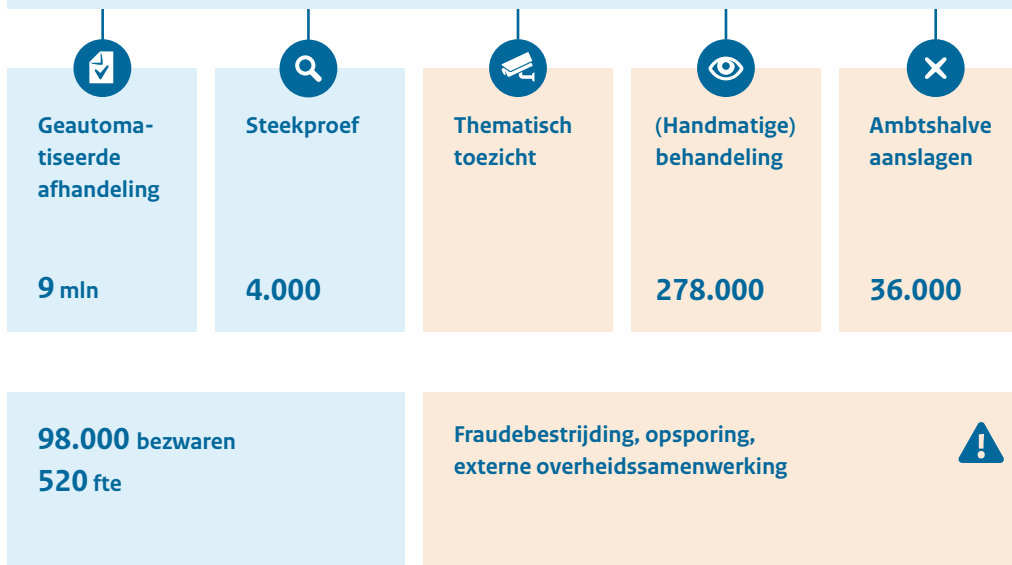 Geautoma-
tiseerde
afhandeling
9 mln
Steekproef
4.000
Thematisch
toezicht
(Handmatige)
behandeling
278.000
Ambtshalve
aanslagen
36.000
98.000 bezwaren
520 fte
Fraudebestrijding, opsporing,
externe overheidssamenwerking